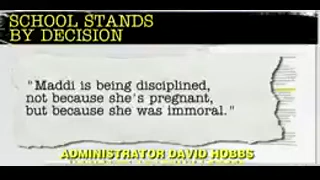 SCHOOL STANDS
BY DECISION
"Maddi is being disciplined,
not because she's pregnant,
but because she was immoral."
ADMINISTRATOR DAVID HOBBS